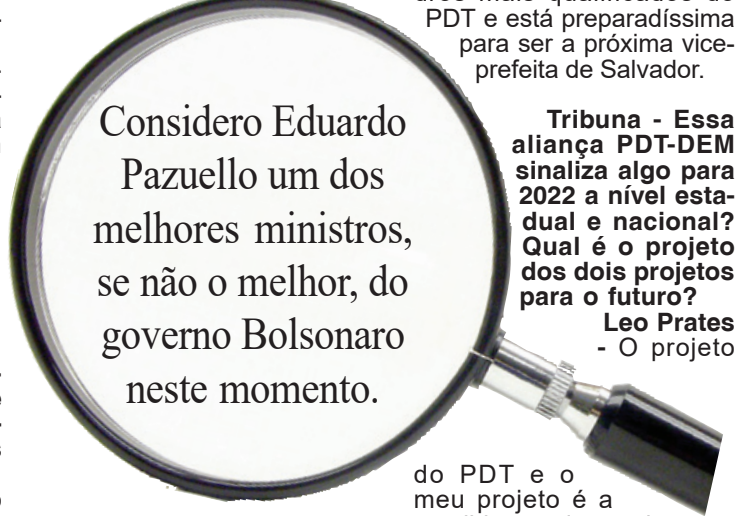 PDT e está preparadíssima
para ser a próxima vice-
prefeita de Salvador.
Tribuna - Essa
aliança PDT-DEM
sinaliza algo para
2022 a nível esta-
dual e nacional?
Qual é o projeto
dos dois projetos
para o futuro?
Leo Prates
- O projeto
do PDT e o
meu projeto é a
Considero Eduardo
Pazuello um dos
melhores ministros,
se não o melhor, do
governo Bolsonaro
neste momento.